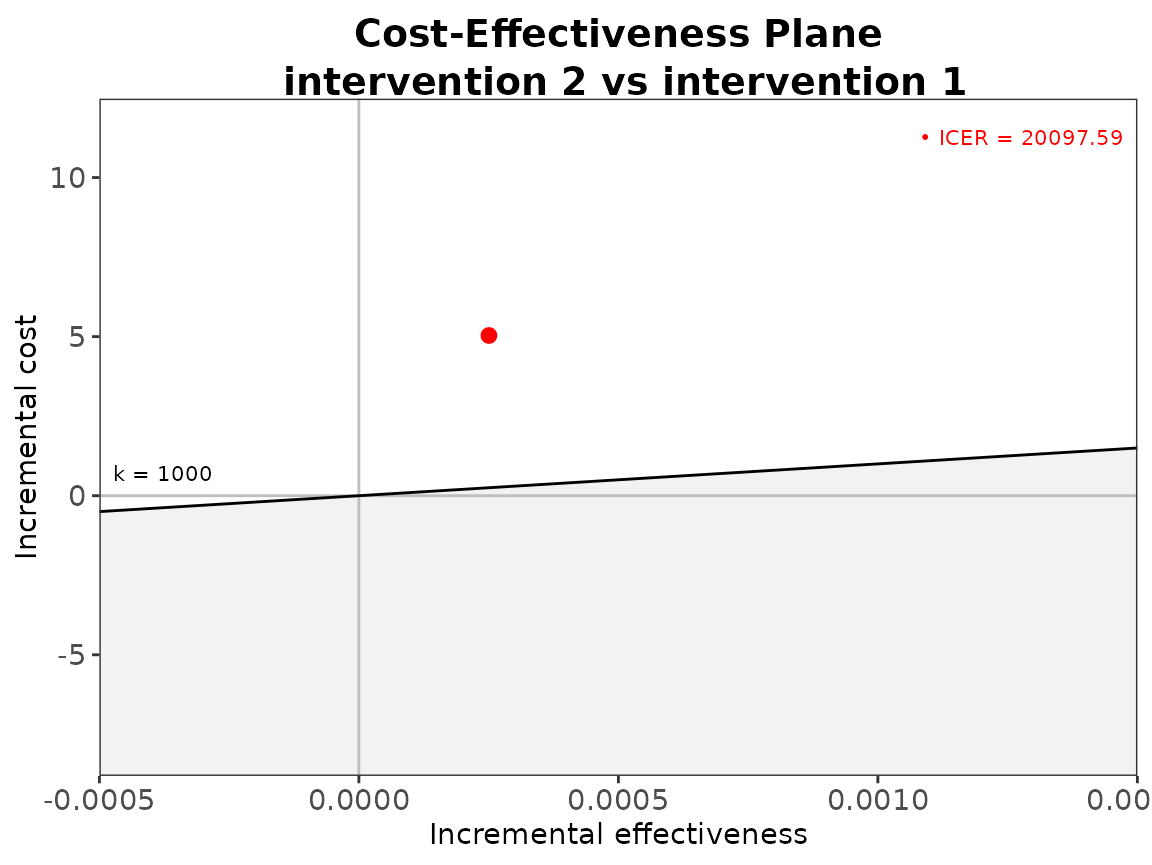 Cost-Effectiveness Plane
intervention 2 vs intervention 1
• ICER = 20097.59
10
5
k = 1000
0
-5
-0.0005 0.0000 0.0005 0.0010 0.00
Incremental effectiveness
Incremental cost